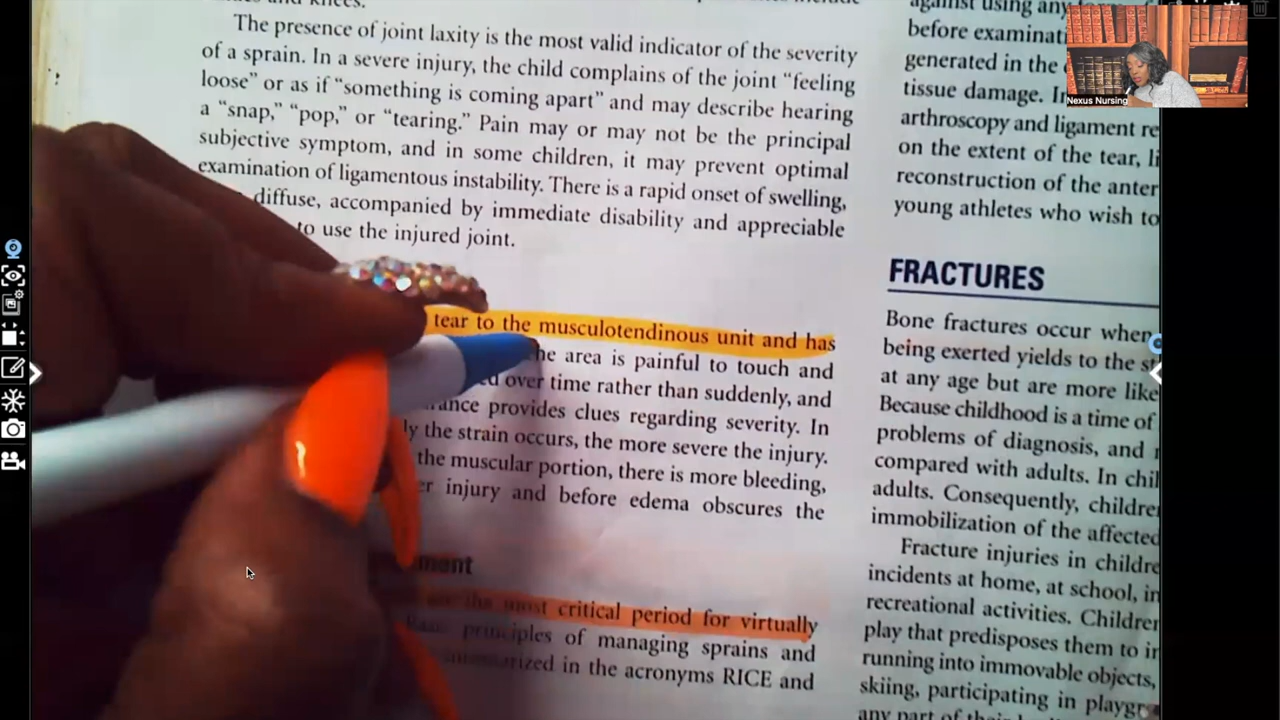 The presence of joint laxity is the most valid indicator of the severity
of a sprain. In a severe injury, the child complains of the joint “feeling
loose” or as if “something is coming apart” and may describe hearing
a “snap,” “pop,” or “tearing.” Pain may or may not be the principal
subjective symptom, and in some children, it may prevent optimal
examination of ligamentous instability. There is a rapid onset of swelling,
diffuse, accompanied by immediate disability and appreciable
to use the injured joint.
tear to the musculotendinous unit and has
he area is painful to touch and
over time rather than suddenly, and
provides clues regarding severity. In
ly the strain occurs, the more severe the injury.
the muscular portion, there is more bleeding,
er injury and before edema obscures the
ment
the most critical period for virtually
principles of managing sprains and
in the acronyms RICE and
against using any
before examinati
generated in the
tissue damage. I
arthroscopy and ligament re
on the extent of the tear, li
reconstruction of the anter
young athletes who wish to
FRACTURES
Bone fractures occur when
being exerted yields to the s
at any age but are more like
Because childhood is a time of
problems of diagnosis, and
compared with adults. In chil
adults. Consequently, childre
immobilization of the affected
Fracture injuries in childre
incidents at home, at school, in
recreational activities. Children
play that predisposes them to in
running into immovable objects,
skiing, participating in playgr
any part of
Nexus Nursing